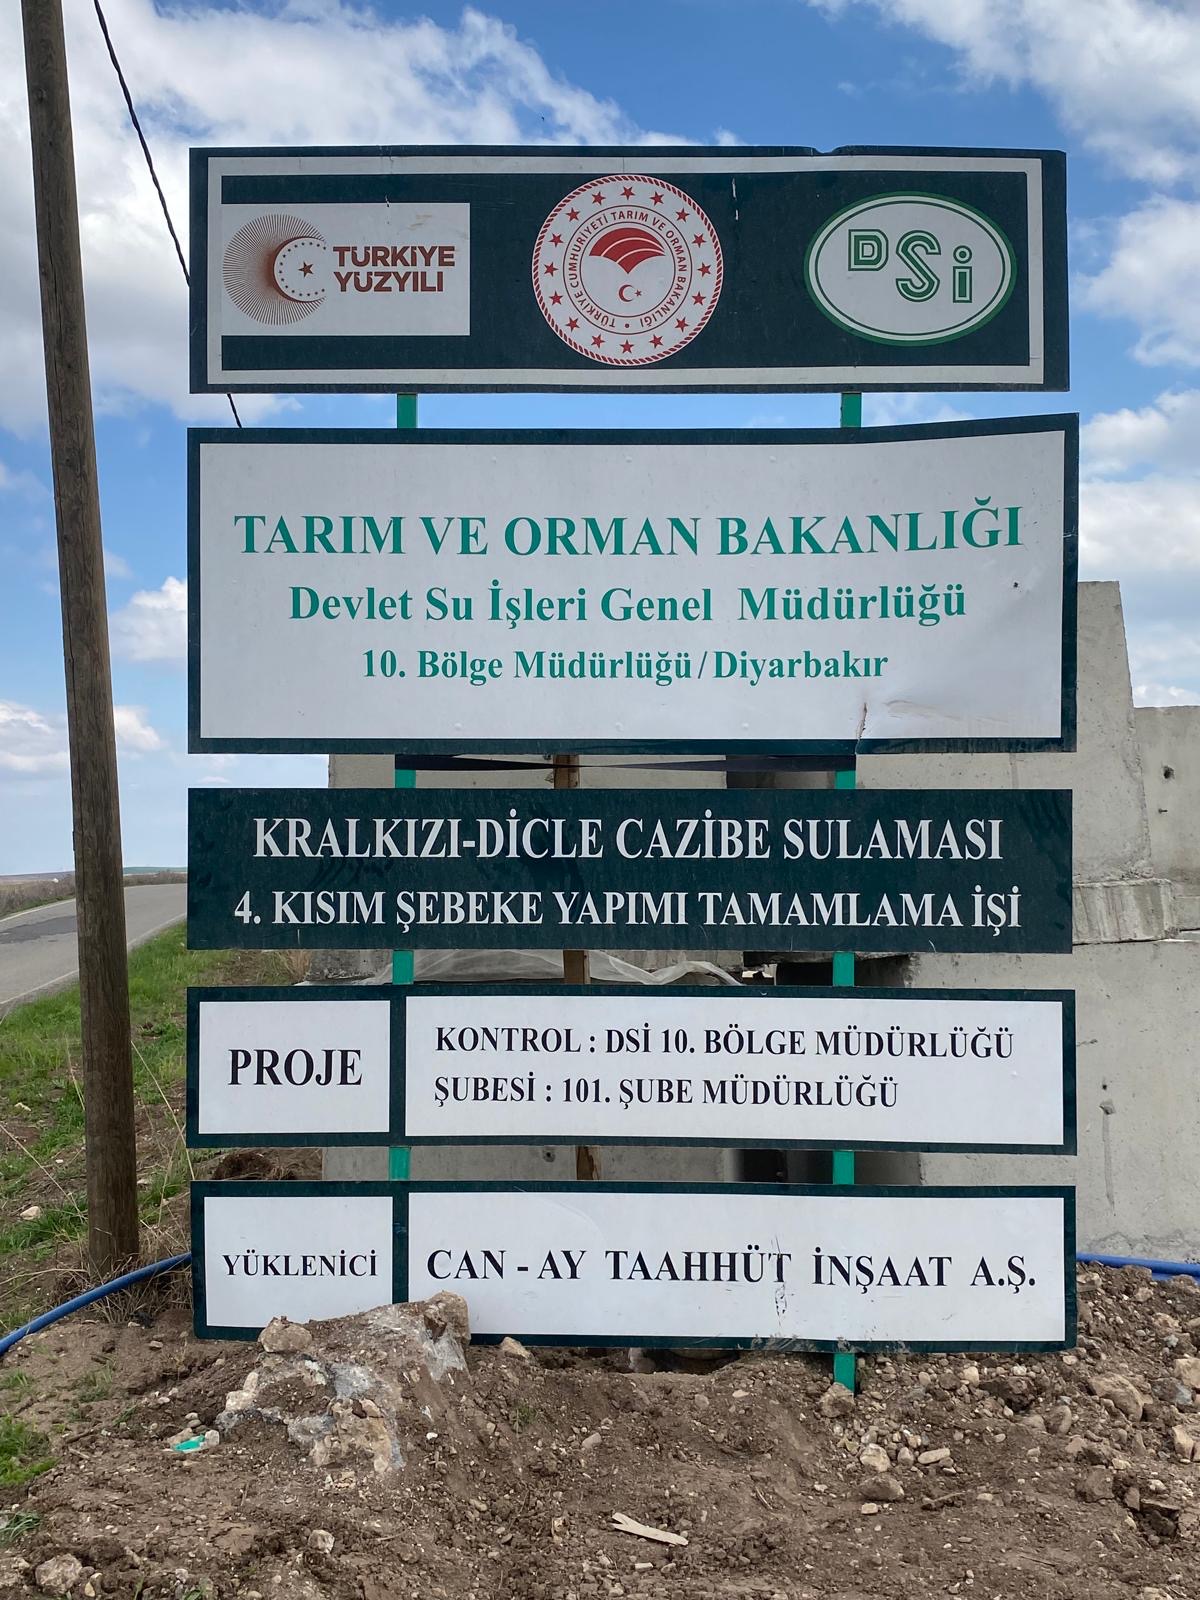 TÜRKİYE
YÜZYILI
TÜRKİYE CUMHURİYETİ TARIM VE ORMAN BAKANLIĞI
DSİ
TARIM VE ORMAN BAKANLIĞI
Devlet Su İşleri Genel Müdürlüğü
10. Bölge Müdürlüğü/Diyarbakır
KRALKIZI-DİCLE CAZİBE SULAMASI
4. KISIM ŞEBEKE YAPIMI TAMAMLAMA İŞİ
PROJE
KONTROL : DSİ 10. BÖLGE MÜDÜRLÜĞÜ
ŞUBESİ : 101. ŞUBE MÜDÜRLÜĞÜ
YÜKLENİCİ
CAN - AY TAAHHÜT İNŞAAT A.Ş.